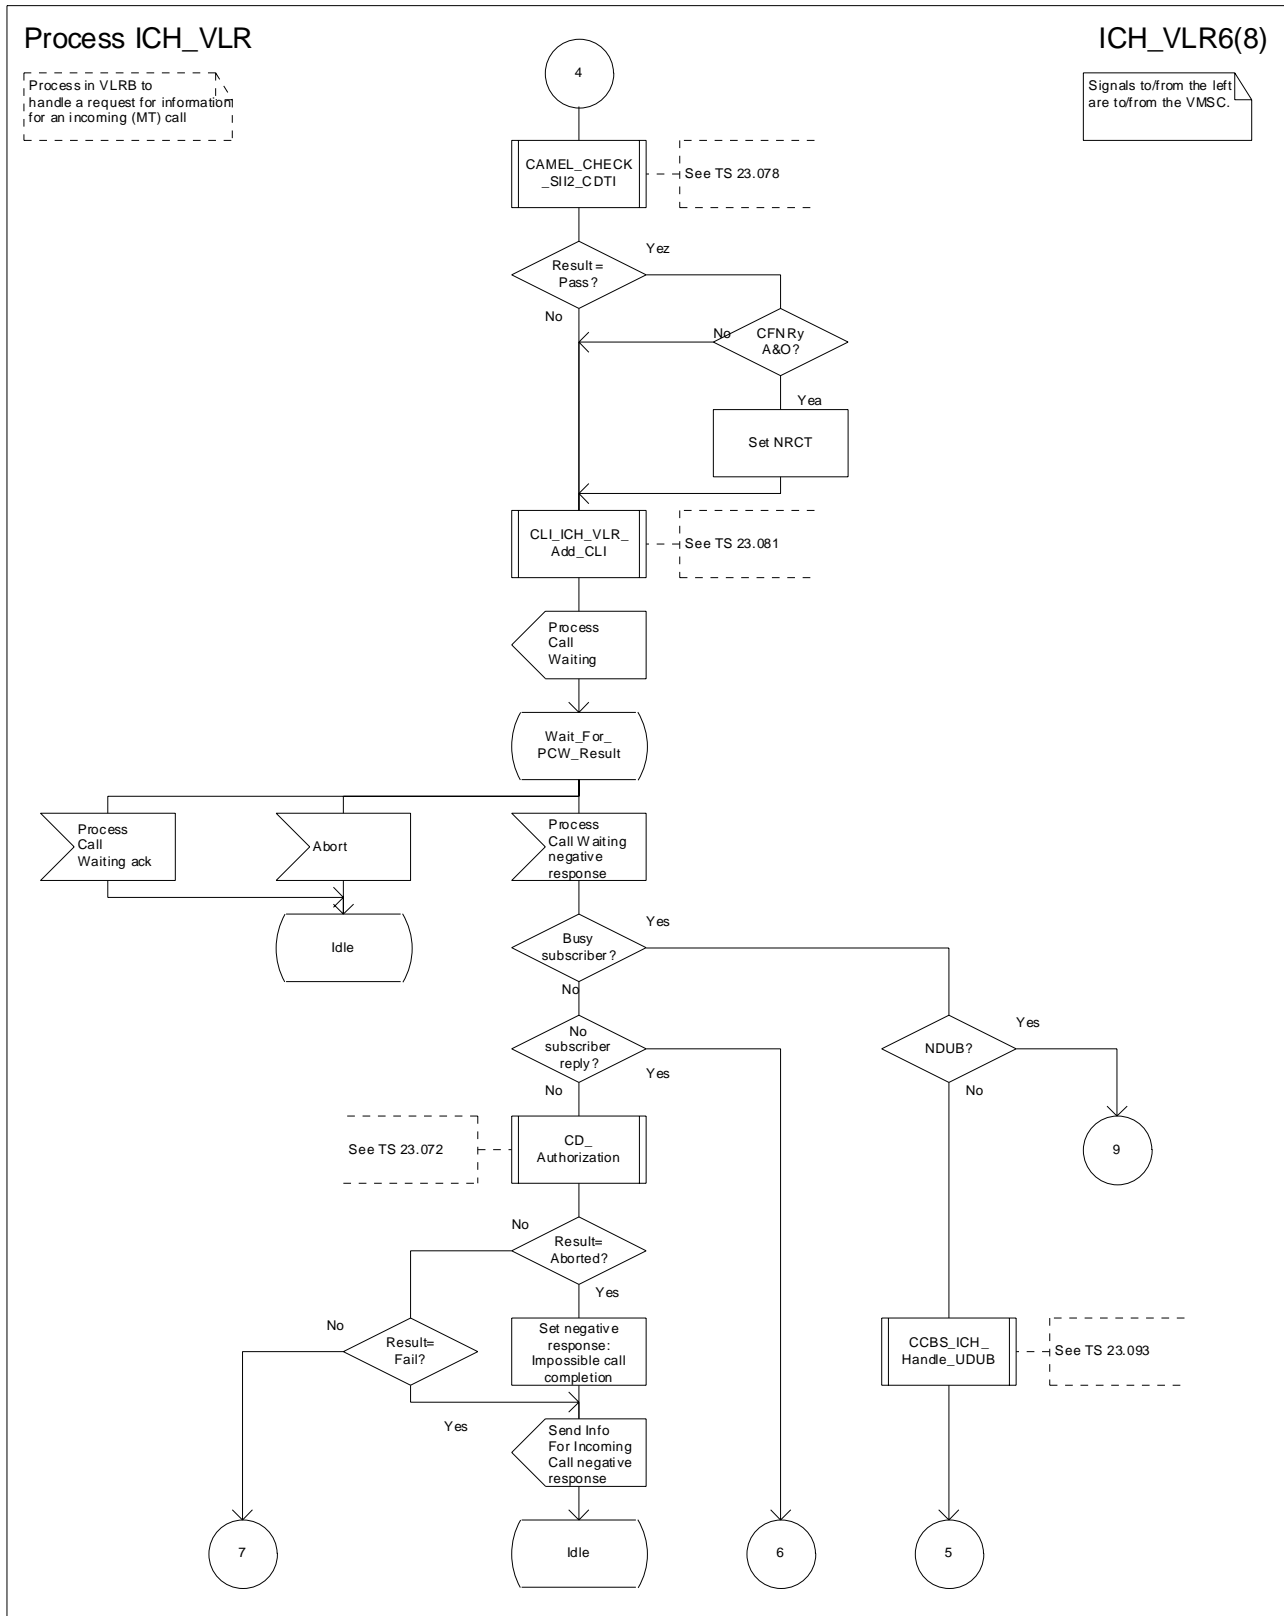 Process ICH_VLR
ICH_VLR6(8)
Process in VLRB to
handle a request for information
for an incoming (MT) call
Signals to/from the left
are to/from the VMSC.
4
CAMEL_CHECK
_SII2_CDTI
See TS 23.078
Yez
Result=
Pass?
No
No
CFNRy
A&O?
Yea
Set NRCT
CLI_ICH_VLR_
Add_CLI
See TS 23.081
Process
Call
Waiting
Wait_For_
PCW_Result
Process
Call
Waiting ack
Abort
Process
Call Waiting
negative
response
Idle
Busy
subscriber?
Yes
No
No
subscriber
reply?
Yes
No
NDUB?
Yes
No
9
See TS 23.072
CD_
Authorization
No
Result=
Aborted?
Yes
No
Result=
Fail?
Yes
Set negative
response:
Impossible call
completion
CCBS_ICH_
Handle_UDUB
See TS 23.093
Send Info
For Incoming
Call negative
response
7
Idle
6
5